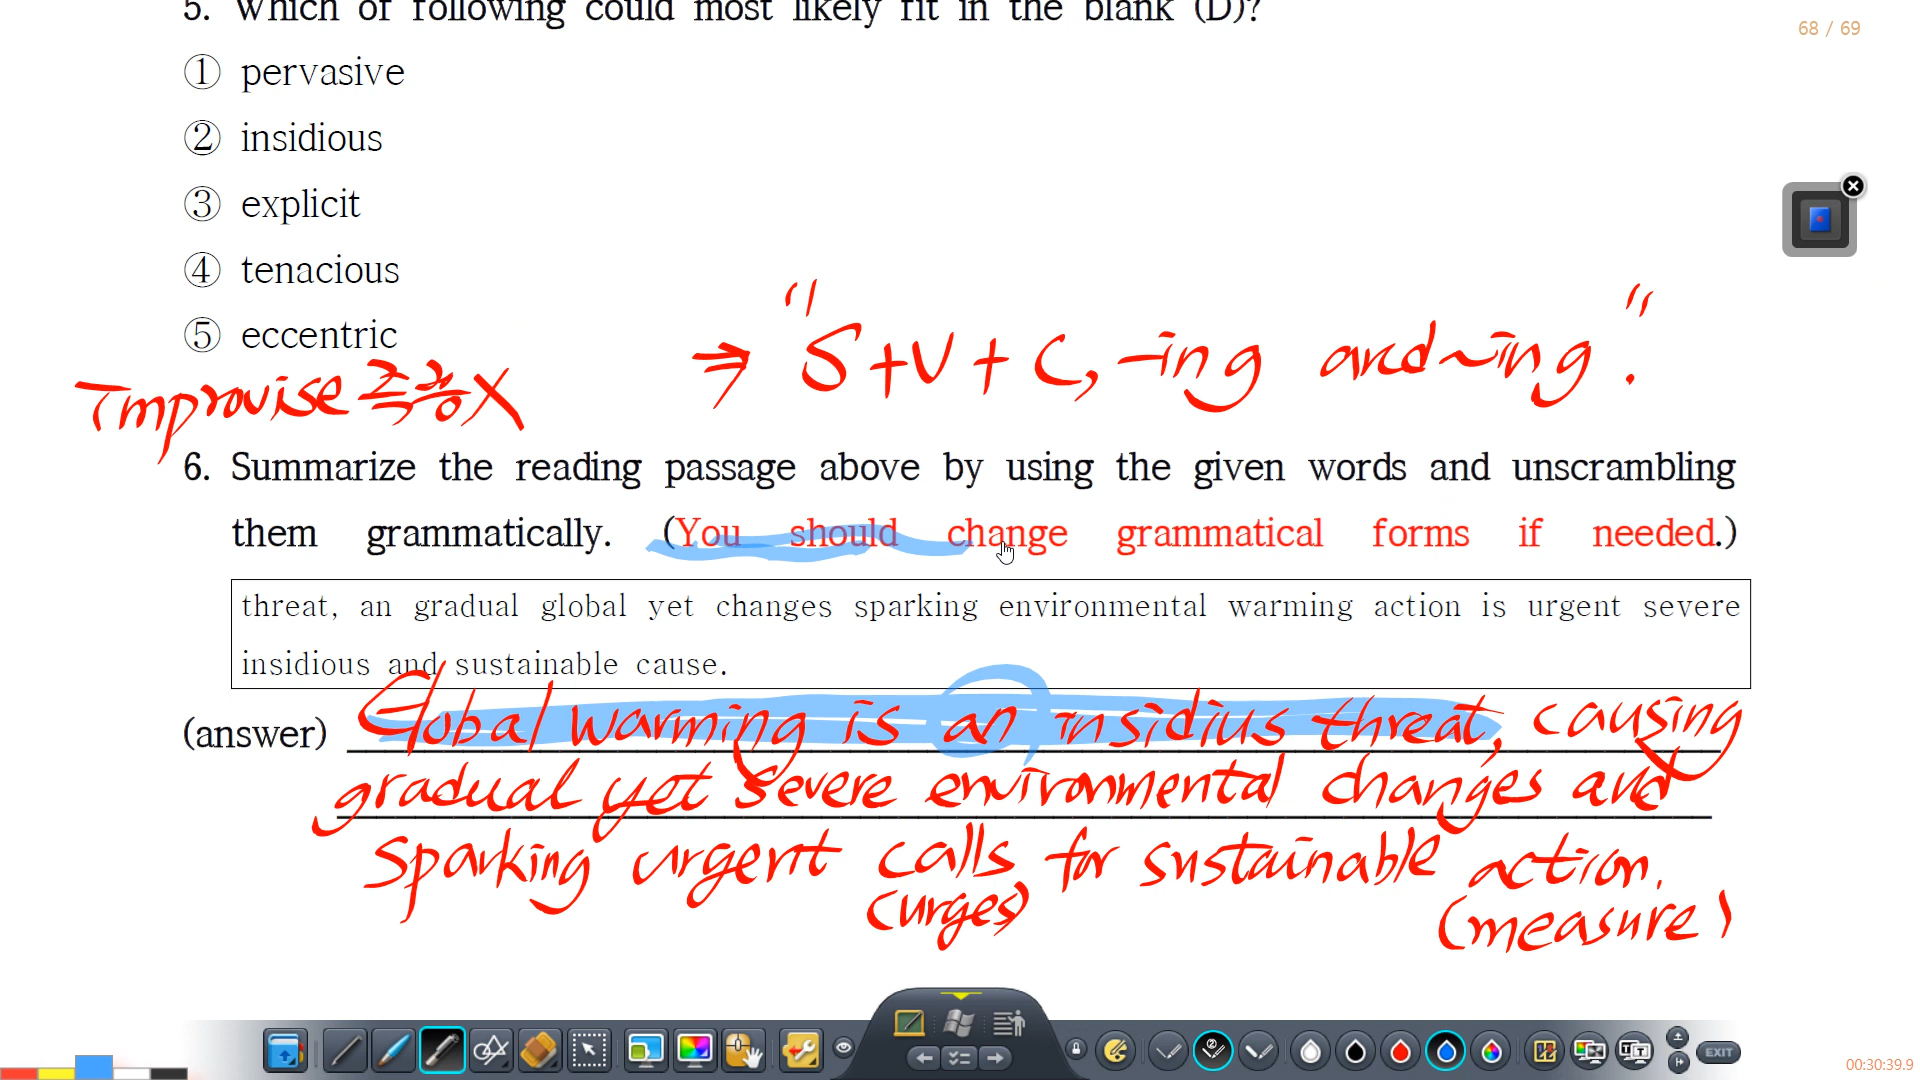 5. Which of following could most likely fit in the blank (D)?
68 / 69
① pervasive
② insidious
③ explicit
④ tenacious
⑤ eccentric
⇒ "S+V+C, -ing and ~ing."
Improvise 즉흥X
6. Summarize the reading passage above by using the given words and unscrambling
them grammatically. (You should change grammatical forms if needed.)
threat, an gradual global yet changes sparking environmental warming action is urgent severe
insidious and sustainable cause.
(answer) Global warming is an insidius threat, causing
gradual yet severe environmental changes and
sparking urgent calls for sustainable action.
(urges) (measure)
EXIT
00:30:39.9